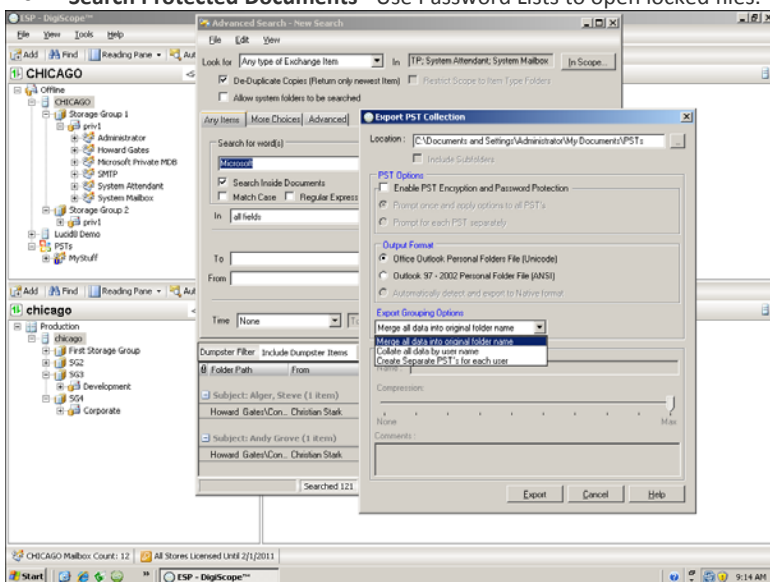 Search Protected Documents - Use Password Lists to open locked files.
ESP - DigiScope™
File View Tools Help
Add Find Reading Pane
CHICAGO
Offline
CHICAGO
Storage Group 1
priv1
Administrator
Howard Gates
Microsoft Private MDB
SMTP
System Attendant
System Mailbox
Storage Group 2
priv1
Lucid8 Demo
PSTs
MyStuff
Add Find Reading Pane
chicago
Production
chicago
First Storage Group
SG2
SG3
Development
SG4
Corporate
Advanced Search - New Search
File Edit View
Look for Any type of Exchange Item In TP; System Attendant; System Mailbox In Scope...
De-Duplicate Copies (Return only newest Item) Restrict Scope to Item Type Folders
Allow system folders to be searched
Any Items More Choices Advanced
Search for word(s)
Microsoft
Search Inside Documents
Match Case Regular Express
In all fields
To
From
Time None
Dumpster Filter Include Dumpster Items
Folder Path From
Subject: Alger, Steve (1 item)
Howard Gates\Con... Christian Stark
Subject: Andy Grove (1 item)
Howard Gates\Con... Christian Stark
Searched 121
Export PST Collection
Location : C:\Documents and Settings\Administrator\My Documents\PSTs ...
Include Subfolders
PST Options
Enable PST Encryption and Password Protection
Prompt once and apply options to all PST's
Prompt for each PST separately
Output Format
Office Outlook Personal Folders File (Unicode)
Outlook 97 - 2002 Personal Folder File (ANSI)
Automatically detect and export to Native format
Export Grouping Options
Merge all data into original folder name
Merge all data into original folder name
Collate all data by user name
Create Separate PST's for each user
Name :
Compression:
None Max
Comments :
Export Cancel Help
CHICAGO Mailbox Count: 12 All Stores Licensed Until 2/1/2011
Start ESP - DigiScope™ 9:14 AM